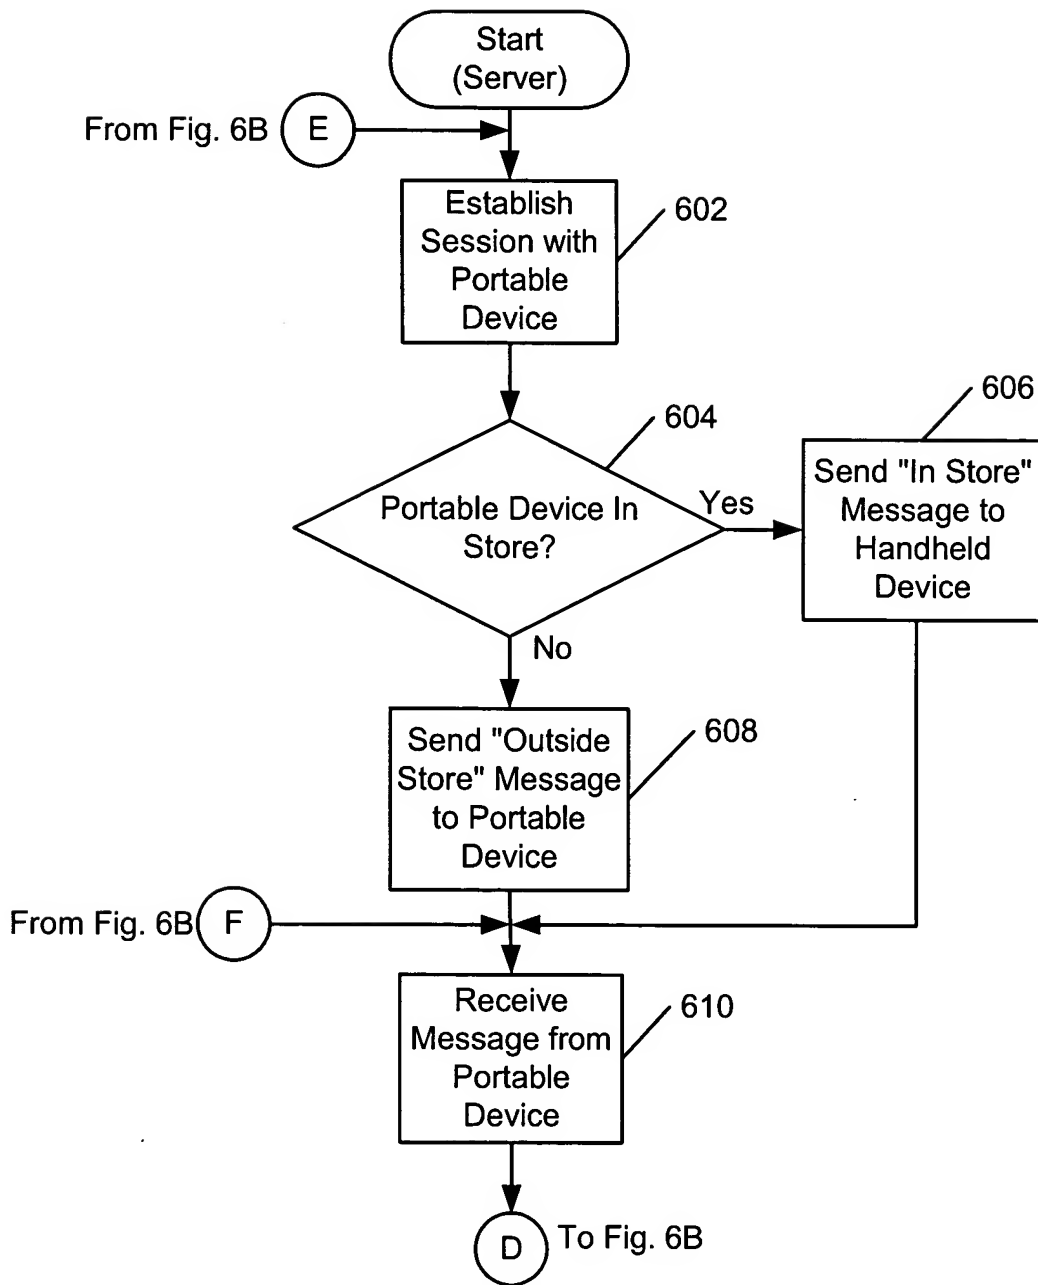 Start
(Server)
From Fig. 6B
E
Establish
Session with
Portable
Device
602
604
Portable Device In
Store?
Yes
606
Send "In Store"
Message to
Handheld
Device
No
Send "Outside
Store" Message
to Portable
Device
608
From Fig. 6B
F
Receive
Message from
Portable
Device
610
D
To Fig. 6B